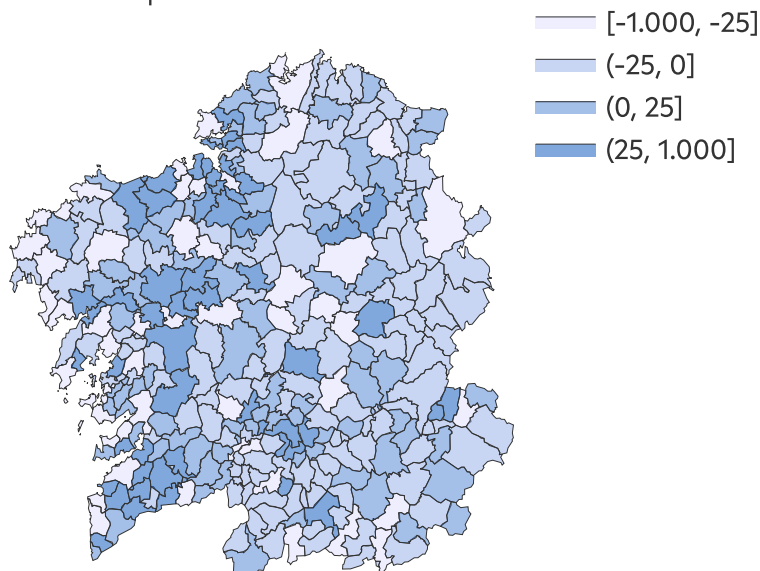 [-1.000, -25]
(-25, 0]
(0, 25]
(25, 1.000]